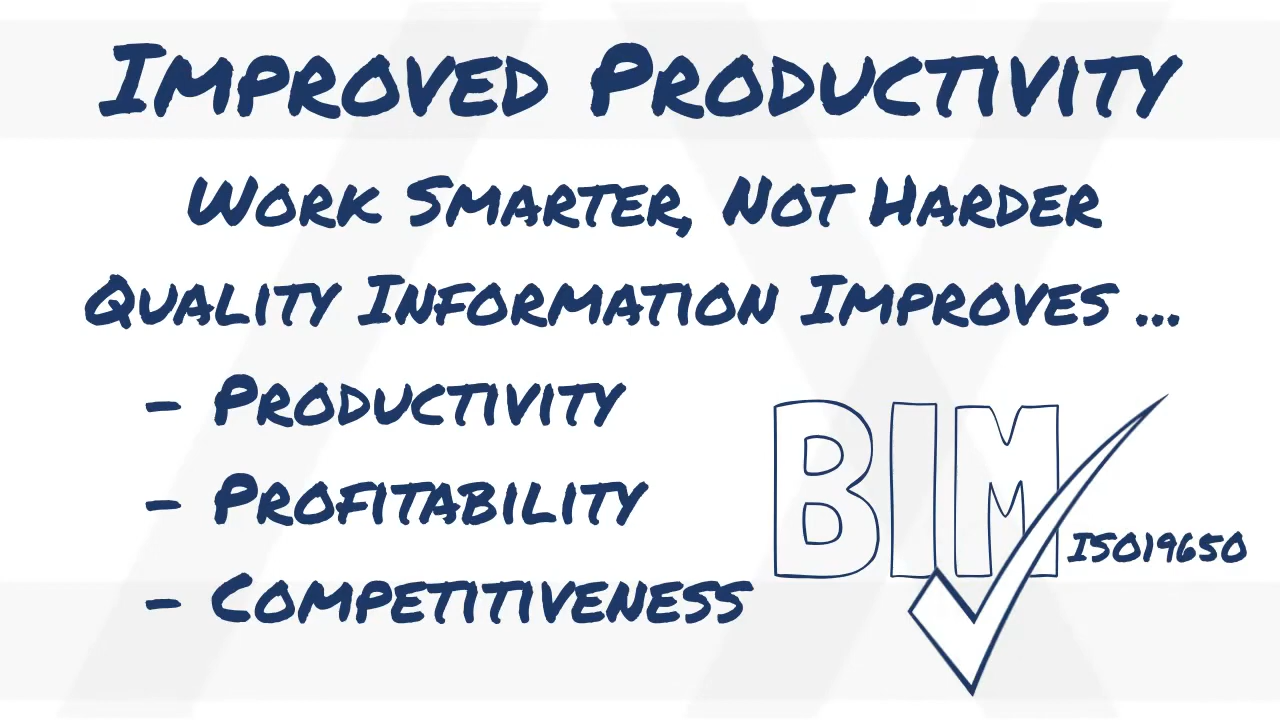 Improved Productivity
Work Smarter, Not Harder
Quality Information Improves ...
- Productivity
- Profitability
- Competitiveness
BIM
ISO19650